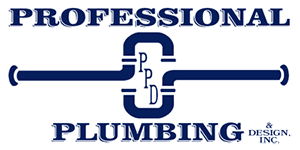 PROFESSIONAL
PPD
PLUMBING & DESIGN, INC.